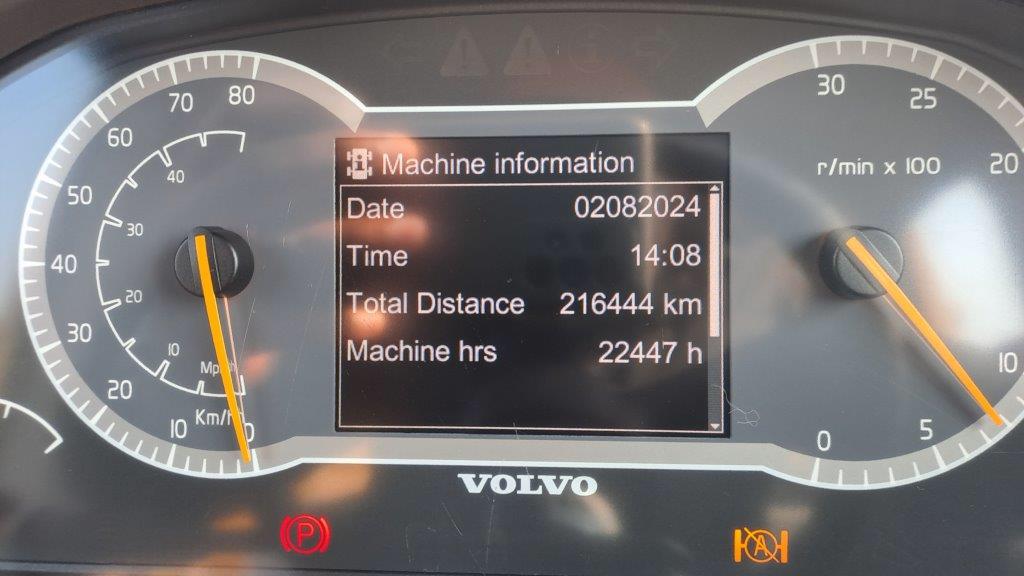 Machine information
Date 02082024
Time 14:08
Total Distance 216444 km
Machine hrs 22447 h
80
70
60
50
40
30
20
10
0
Km/h
40
30
20
10
Mph
30
25
20
10
5
0
r/min x 100
VOLVO
P
A